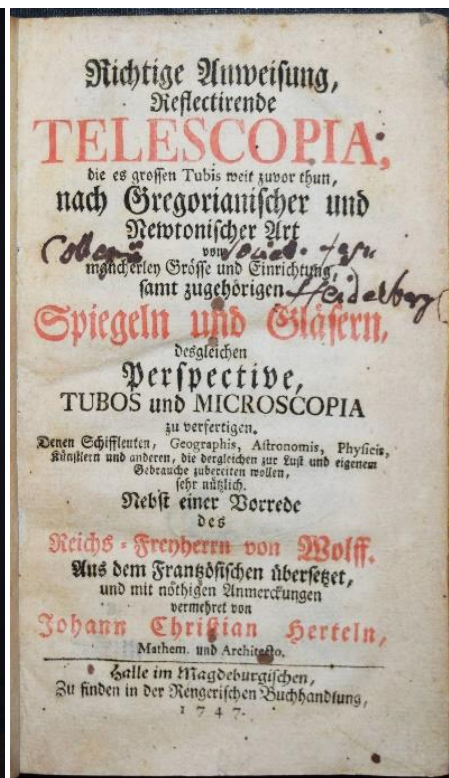 Richtige Anweisung,
Reflectirende
TELESCOPIA,
die es grossen Tubis weit zuvor thun,
nach Gregorianischer und
Newtonischer Art
von
mancherley Grösse und Einrichtung,
samt zugehörigen Heidelberg
Spiegeln und Gläsern,
desgleichen
Perspective,
TUBOS und MICROSCOPIA
zu verfertigen.
Denen Schiffleuten, Geographis, Astronomis, Physicis,
Künstlern und anderen, die dergleichen zur Lust und eigenem
Gebrauche zubereiten wollen,
sehr nützlich.
Nebst einer Vorrede
des
Reichs-Freyherrn von Wolff.
Aus dem Frantzösischen übersetzet,
und mit nöthigen Anmerckungen
vermehret von
Johann Christian Herteln,
Mathem. und Architecto.
Halle im Magdeburgischen,
Zu finden in der Rengerischen Buchhandlung,
1747.